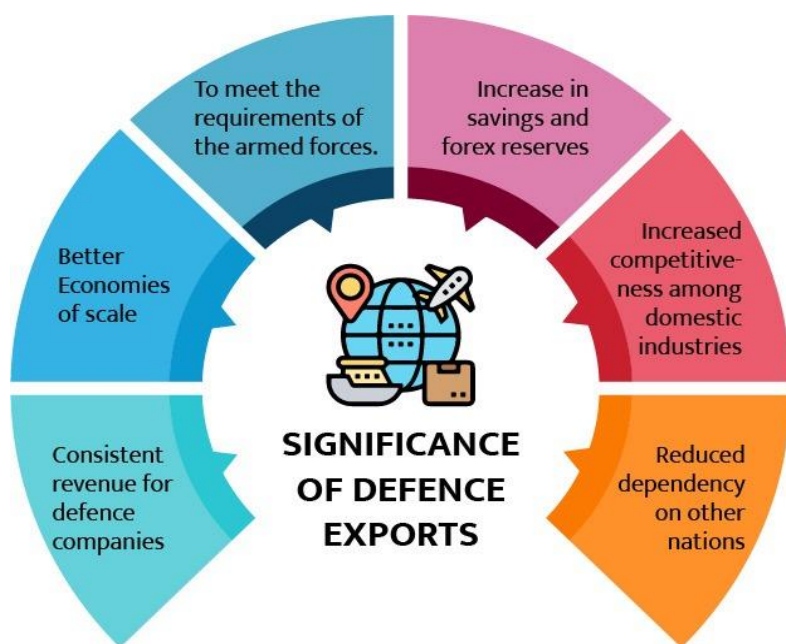 To meet the
requirements of
the armed forces.
Increase in
savings and
forex reserves
Better
Economies
of scale
Increased
competitive-
ness among
domestic
industries
Consistent
revenue for
defence
companies
SIGNIFICANCE
OF DEFENCE
EXPORTS
Reduced
dependency
on other
nations